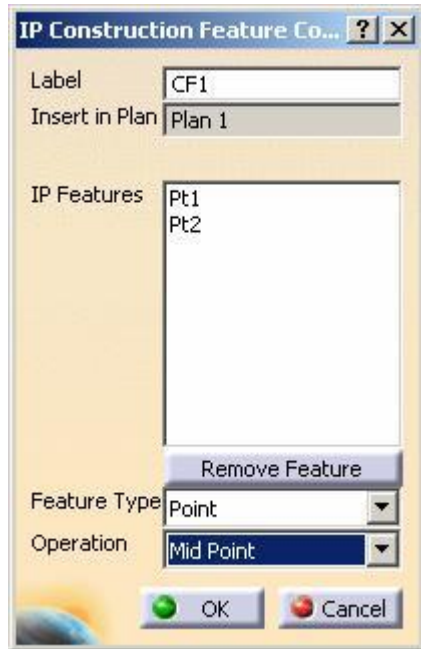 IP Construction Feature Co... ? X
Label CF1
Insert in Plan Plan 1
IP Features Pt1
Pt2
Remove Feature
Feature Type Point
Operation Mid Point
OK Cancel